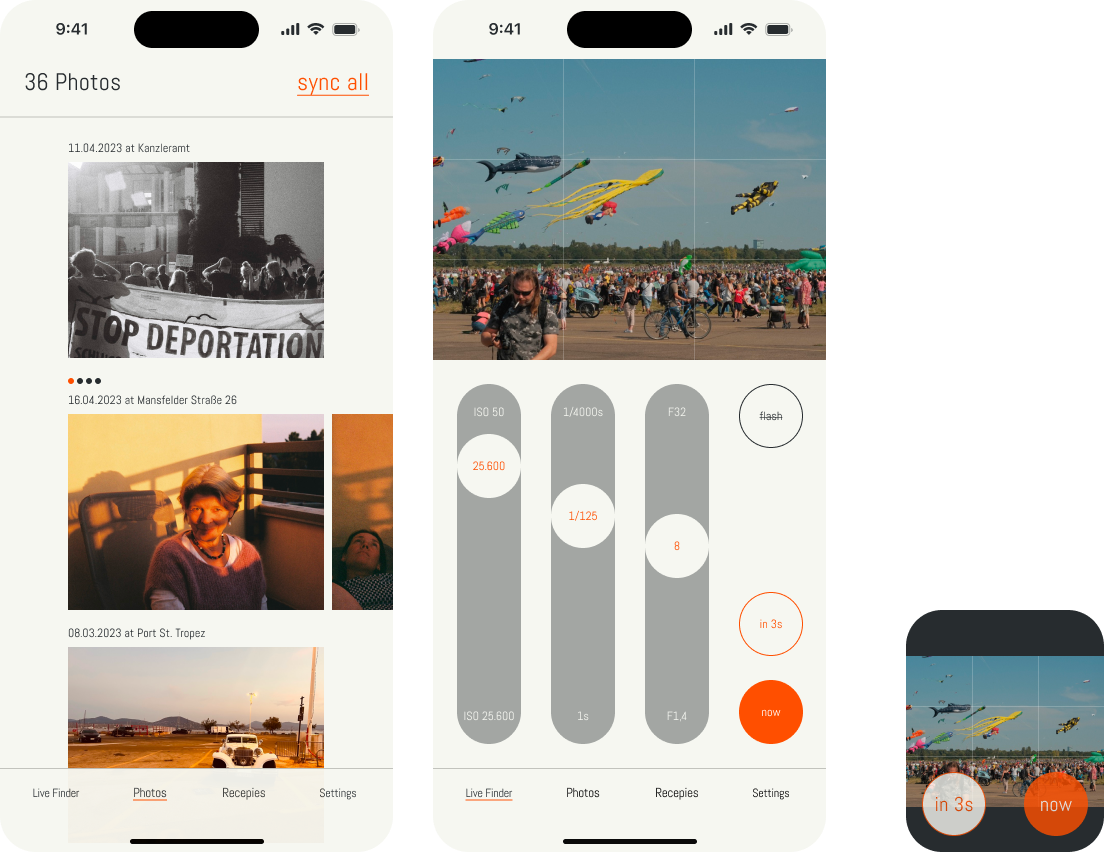 9:41
36 Photos
sync all
11.04.2023 at Kanzleramt
STOP DEPORTATION
16.04.2023 at Mansfelder Straße 26
08.03.2023 at Port St. Tropez
Live Finder
Photos
Recepies
Settings
9:41
ISO 50
1/4000s
F32
flash
25.600
1/125
8
in 3s
ISO 25.600
1s
F1,4
now
Live Finder
Photos
Recepies
Settings
in 3s
now